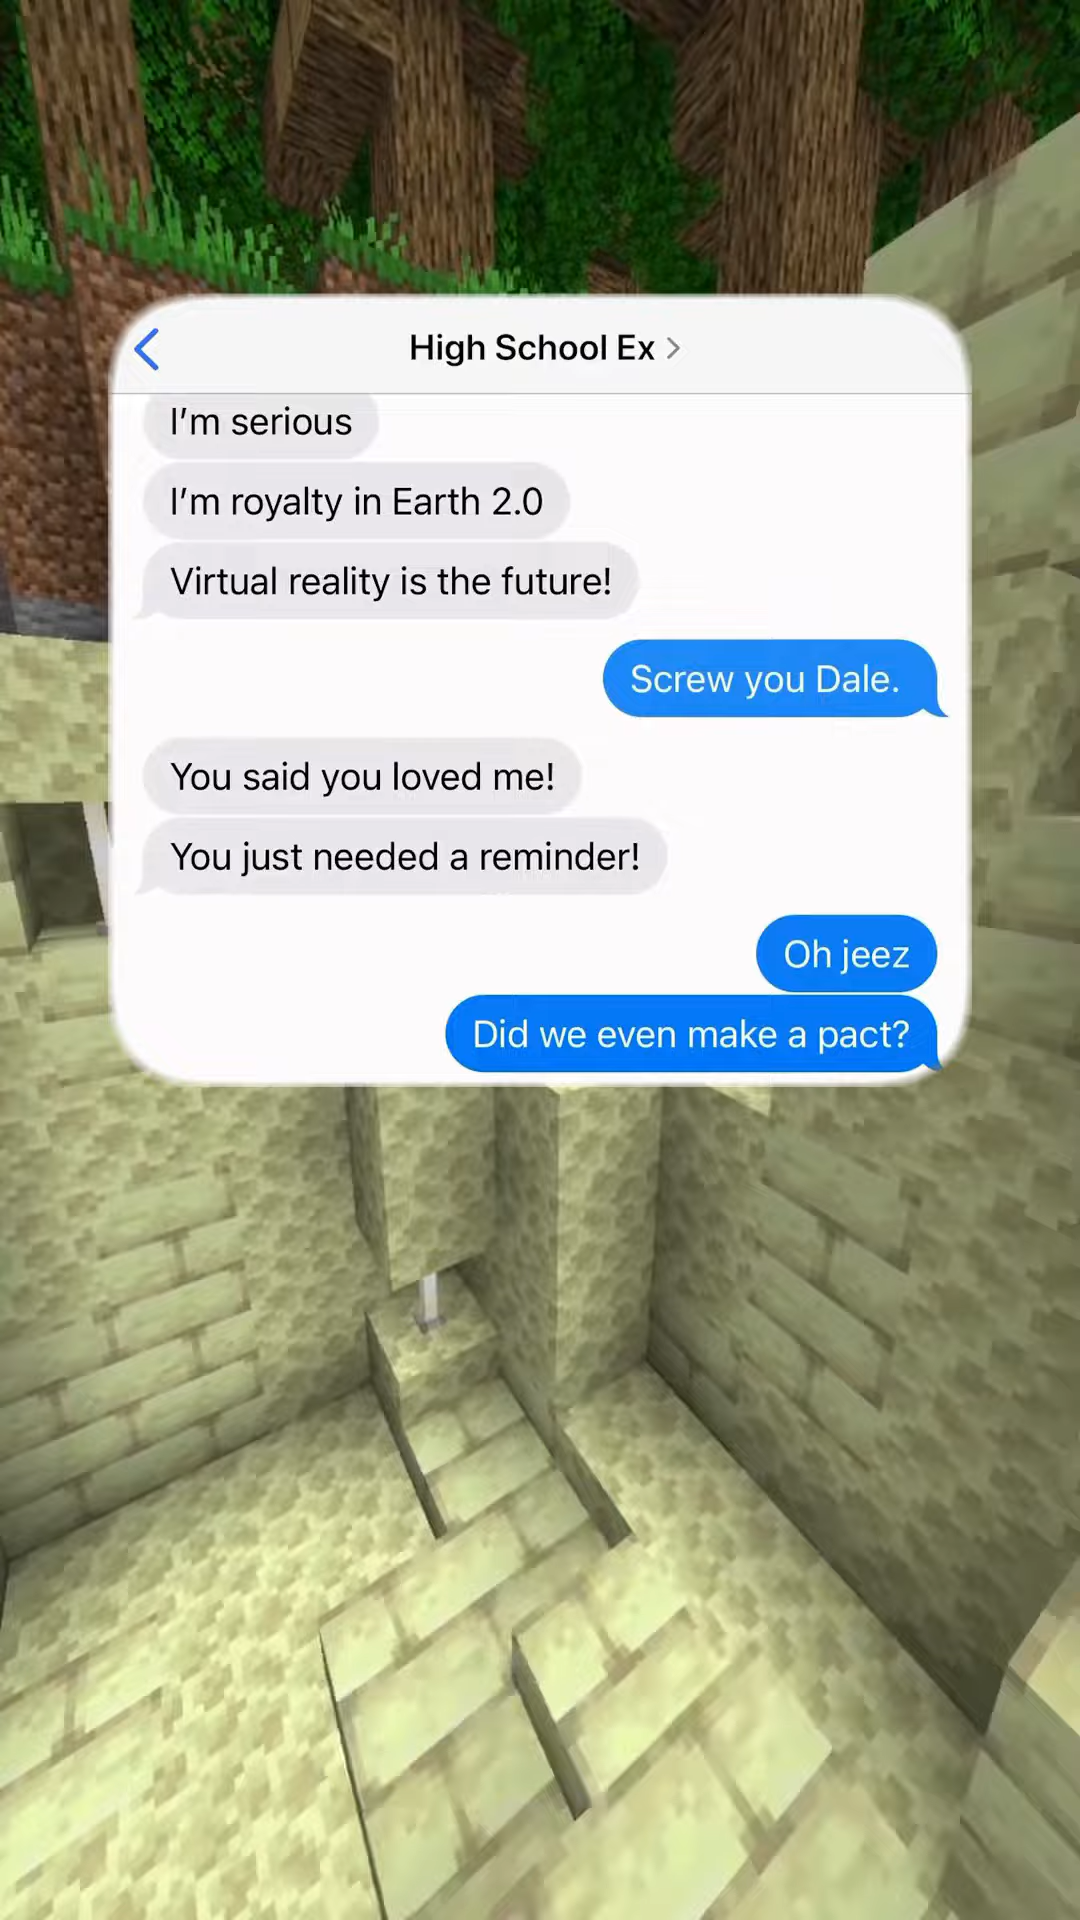 High School Ex
I’m serious
I’m royalty in Earth 2.0
Virtual reality is the future!
Screw you Dale.
You said you loved me!
You just needed a reminder!
Oh jeez
Did we even make a pact?